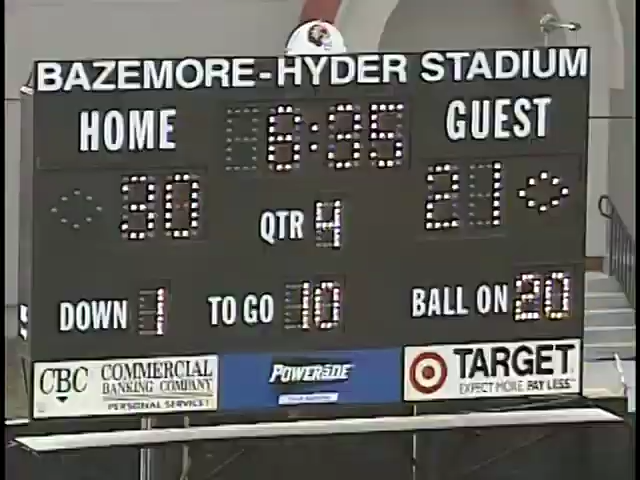 BAZEMORE-HYDER STADIUM
HOME 6:35 GUEST
30 QTR 4 21
DOWN 1 TO GO 10 BALL ON 20
CBC COMMERCIAL BANKING COMPANY
PERSONAL SERVICE!
POWERADE
TARGET
EXPECT MORE. PAY LESS.